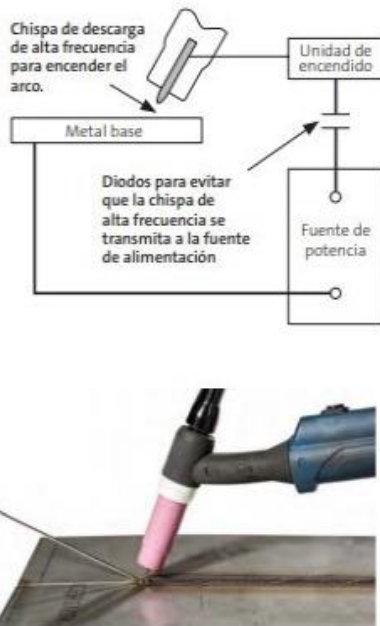 Chispa de descarga
de alta frecuencia
para encender el
arco.
Unidad de
encendido
Metal base
Diodos para evitar
que la chispa de
alta frecuencia se
transmita a la fuente
de alimentación
Fuente de
potencia